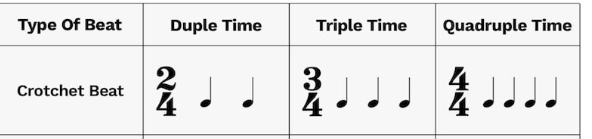 Type Of Beat Duple Time Triple Time Quadruple Time
Crotchet Beat 2/4 3/4 4/4